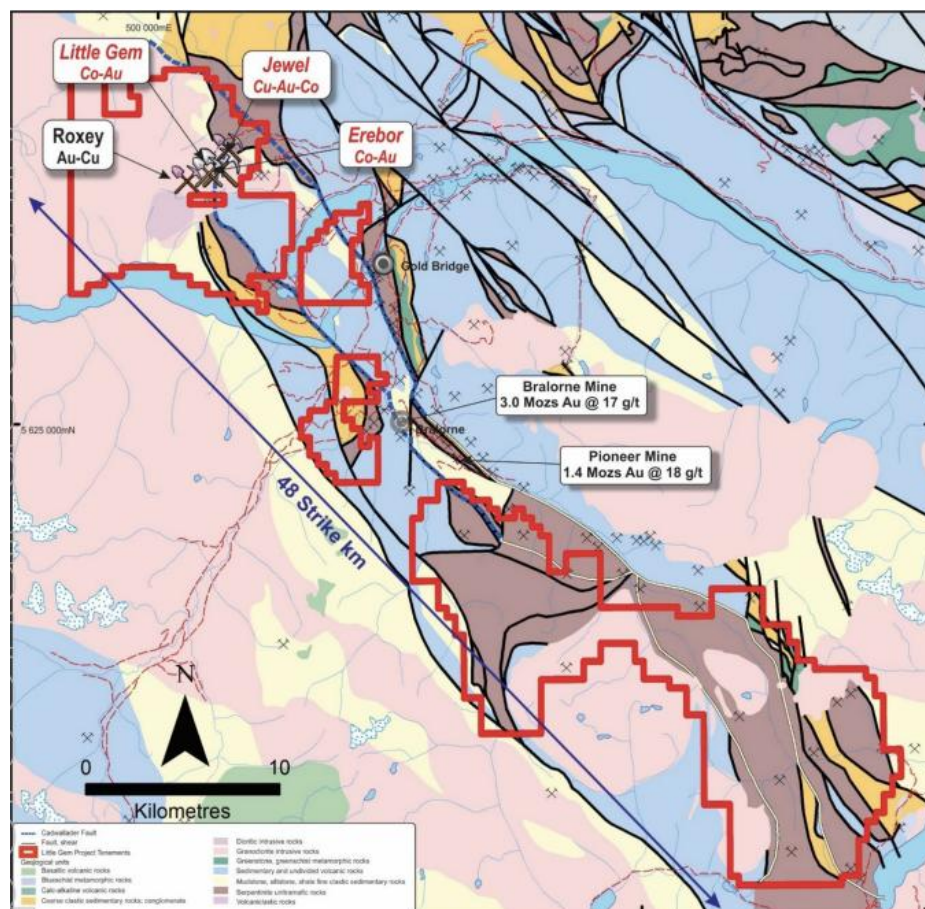 500 000mE
Little Gem
Co-Au
Jewel
Cu-Au-Co
Roxey
Au-Cu
Erebor
Co-Au
Gold Bridge
Bralorne Mine
3.0 Mozs Au @ 17 g/t
5 625 000mN
Bralorne
Pioneer Mine
1.4 Mozs Au @ 18 g/t
48 Strike km
N
0 10
Kilometres
Cadwallader Fault
Fault, shear
Little Gem Project Tenements
Geological units
Basaltic volcanic rocks
Blueschist metamorphic rocks
Calc-alkaline volcanic rocks
Coarse clastic sedimentary rocks; conglomerate
Dioritic intrusive rocks
Granodiorite intrusive rocks
Greenstone, greenschist metamorphic rocks
Sedimentary and undivided volcanic rocks
Mudstone, siltstone, shale fine clastic sedimentary rocks
Serpentinite ultramafic rocks
Volcaniclastic rocks